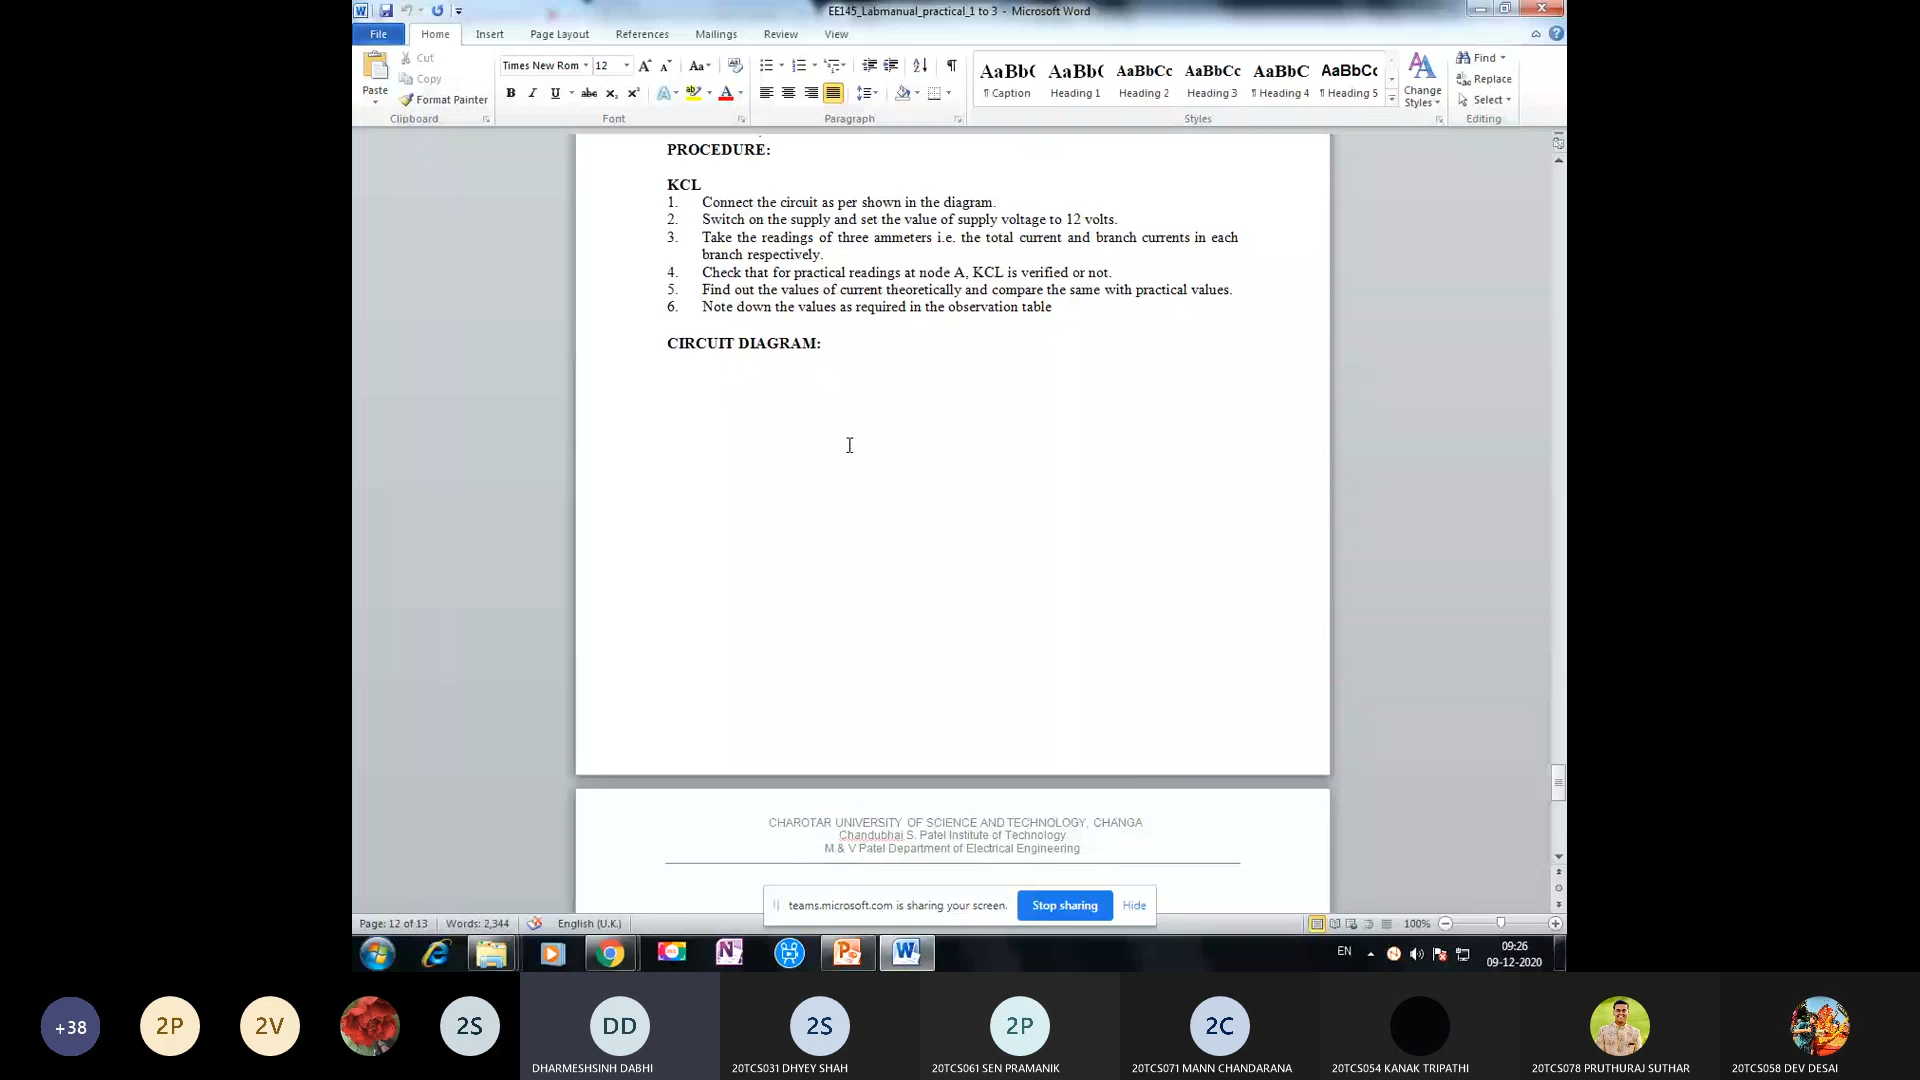 EE145_Labmanual_practical_1 to 3 - Microsoft Word
File Home Insert Page Layout References Mailings Review View
Cut
Copy
Format Painter
Paste
Clipboard
Times New Rom 12
Font
Paragraph
AaBb( AaBb( AaBbCc AaBbCc AaBbC AaBbCc
¶ Caption Heading 1 Heading 2 Heading 3 ¶ Heading 4 ¶ Heading 5
Change
Styles
Styles
Find
Replace
Select
Editing
PROCEDURE:
KCL
1. Connect the circuit as per shown in the diagram.
2. Switch on the supply and set the value of supply voltage to 12 volts.
3. Take the readings of three ammeters i.e. the total current and branch currents in each
branch respectively.
4. Check that for practical readings at node A, KCL is verified or not.
5. Find out the values of current theoretically and compare the same with practical values.
6. Note down the values as required in the observation table
CIRCUIT DIAGRAM:
CHAROTAR UNIVERSITY OF SCIENCE AND TECHNOLOGY, CHANGA
Chandubhai S. Patel Institute of Technology
M & V Patel Department of Electrical Engineering
teams.microsoft.com is sharing your screen. Stop sharing Hide
Page: 12 of 13 Words: 2,344 English (U.K.) 100%
EN 09:26
09-12-2020
+38 2P 2V 2S DD 2S 2P 2C
DHARMESHSINH DABHI 20TCS031 DHYEY SHAH 20TCS061 SEN PRAMANIK 20TCS071 MANN CHANDARANA 20TCS054 KANAK TRIPATHI 20TCS078 PRUTHURAJ SUTHAR 20TCS058 DEV DESAI